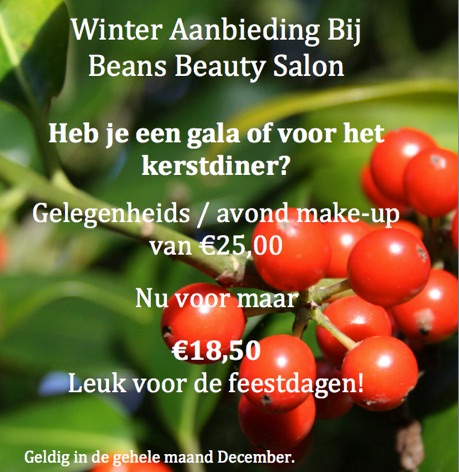 Winter Aanbieding Bij
Beans Beauty Salon
Heb je een gala of voor het
kerstdiner?
Gelegenheids / avond make-up
van €25,00
Nu voor maar
€18,50
Leuk voor de feestdagen!
Geldig in de gehele maand December.